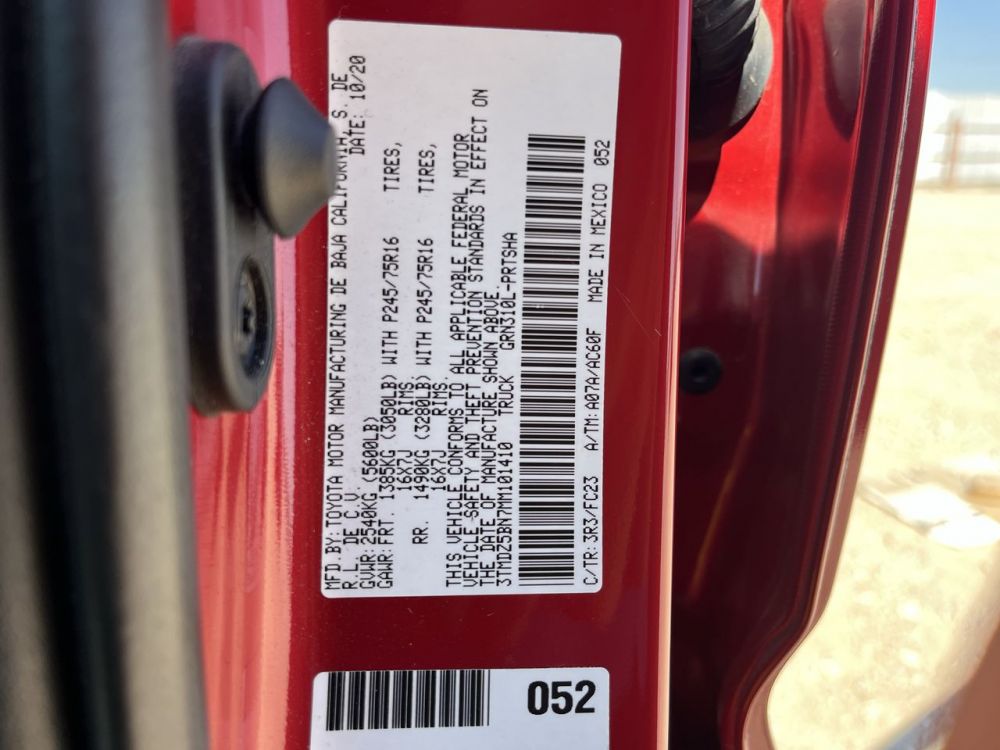 MFD.BY:TOYOTA MOTOR MANUFACTURING DE BAJA CALIFORNIA, S. DE
R.L. DE C.V. DATE: 10/20
GVWR:2540KG (5600LB)
GAWR:FRT. 1385KG (3050LB) WITH P245/75R16 TIRES,
16X7J RIMS,
RR. 1490KG (3280LB) WITH P245/75R16 TIRES,
16X7J RIMS.
THIS VEHICLE CONFORMS TO ALL APPLICABLE FEDERAL MOTOR
VEHICLE SAFETY AND THEFT PREVENTION STANDARDS IN EFFECT ON
THE DATE OF MANUFACTURE SHOWN ABOVE.
3TMDZ5BN7MM101410 TRUCK GRN310L-PRTSHA
C/TR:3R3/FC23 A/TM:A07A/AC60F MADE IN MEXICO 052
052